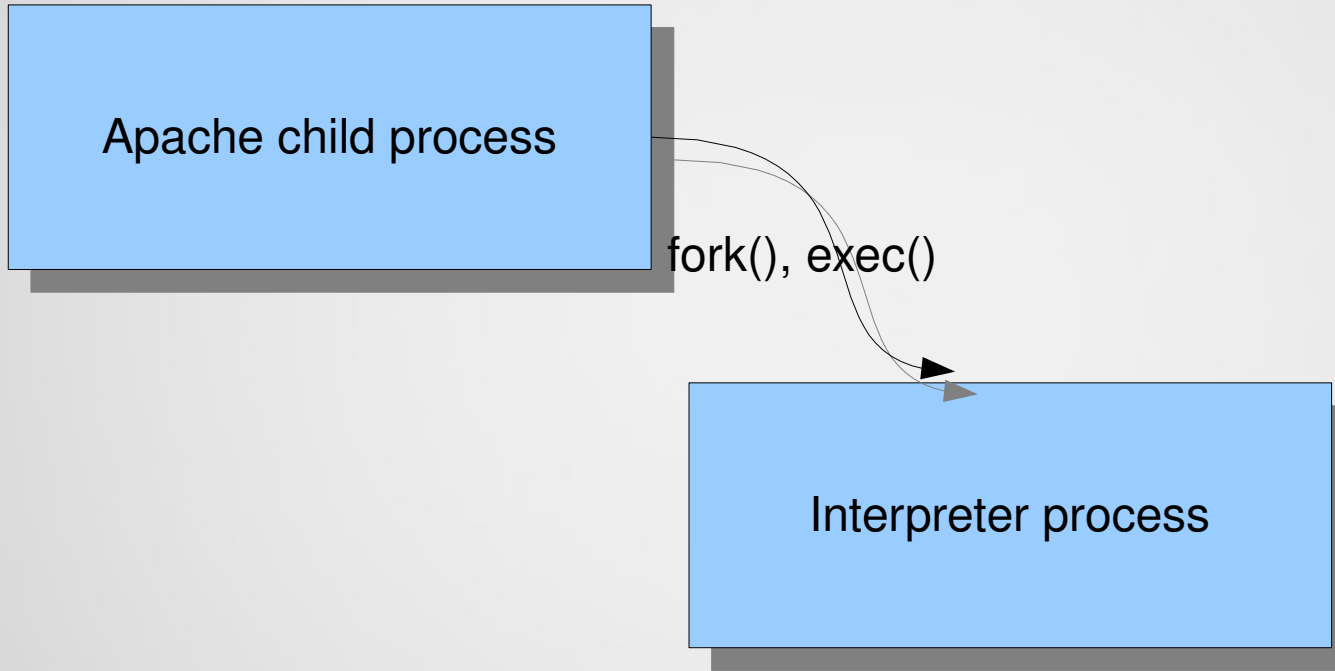 Apache child process
fork(), exec()
Interpreter process